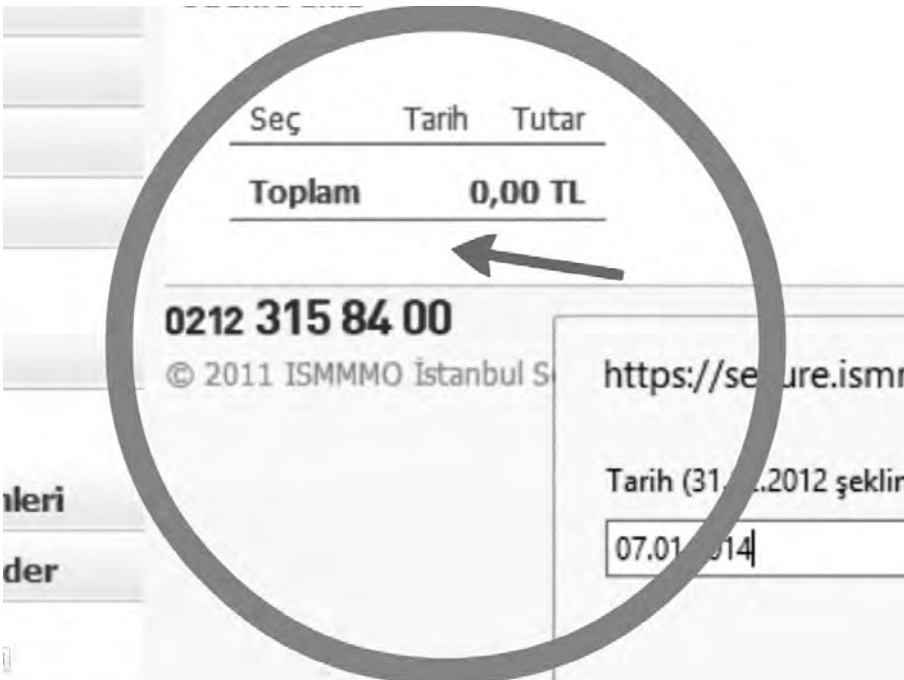 Seç Tarih Tutar
Toplam 0,00 TL
0212 315 84 00
© 2011 ISMMMO İstanbul S
https://se ure.ismm
Tarih (31. .2012 şeklin
07.01 014
nleri
der